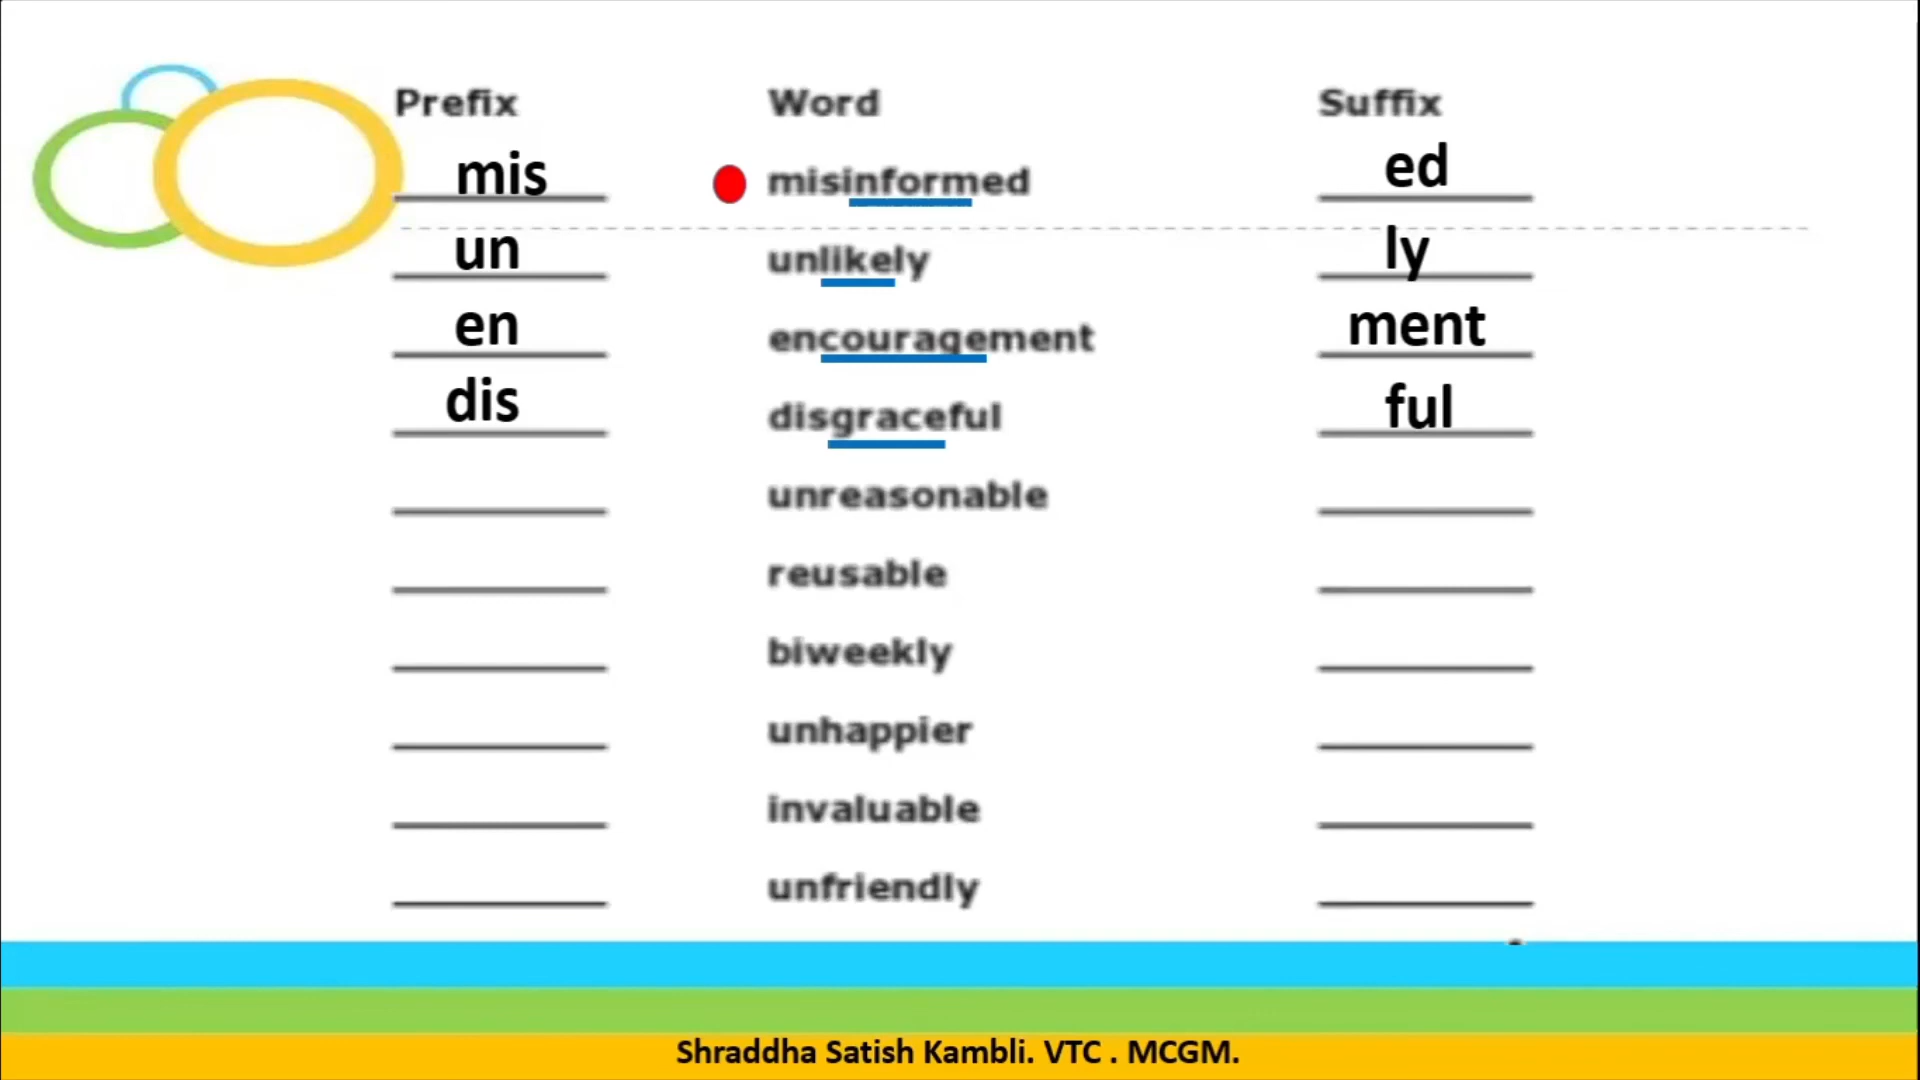 Prefix Word Suffix
mis misinformed ed
un unlikely ly
en encouragement ment
dis disgraceful ful
unreasonable
reusable
biweekly
unhappier
invaluable
unfriendly
Shraddha Satish Kambli. VTC . MCGM.